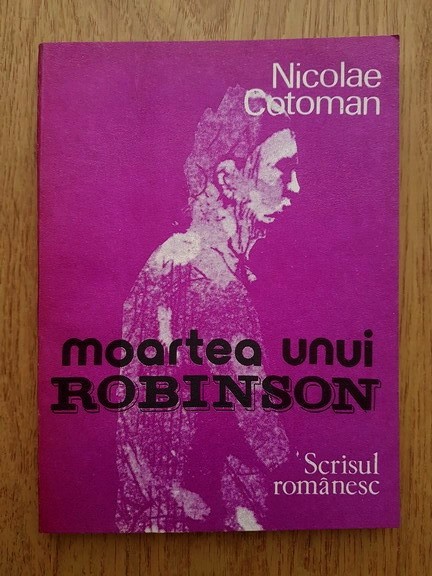 Nicolae
Cotoman
moartea unui
ROBINSON
Scrisul
românesc